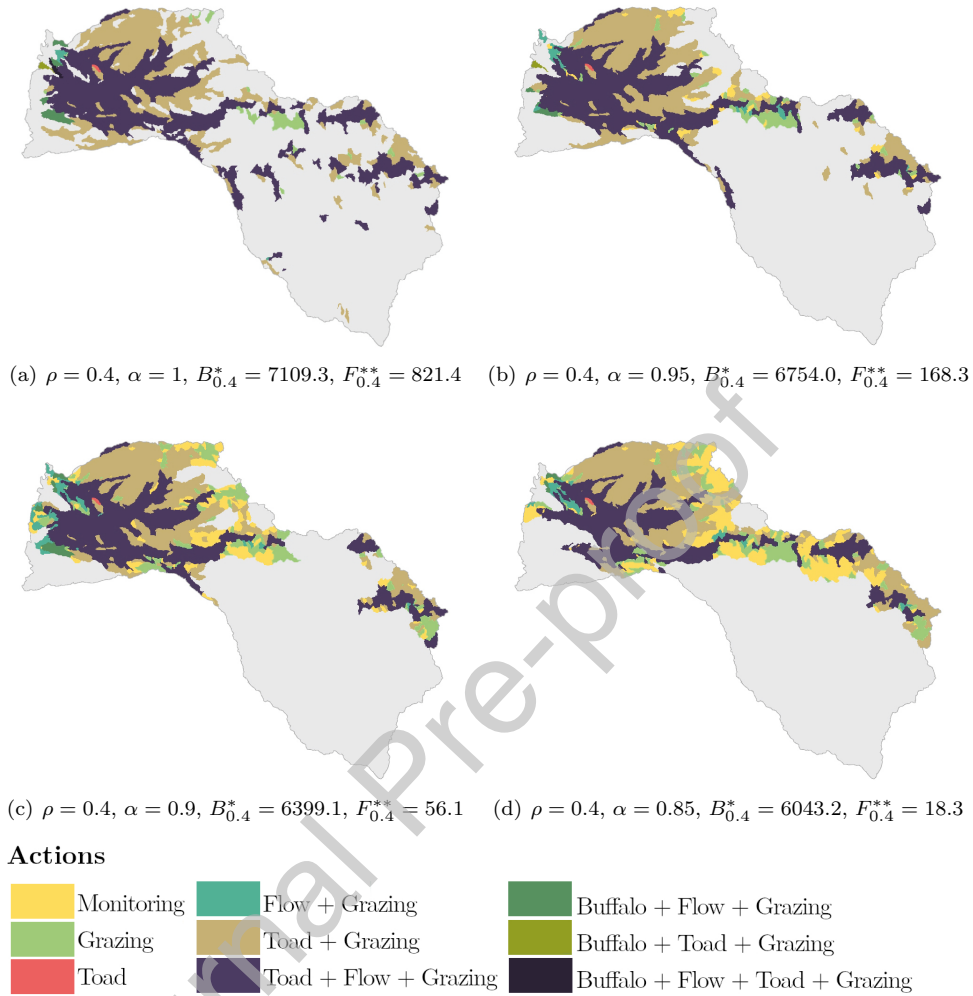 (a) ρ = 0.4, α = 1, B*0.4 = 7109.3, F**0.4 = 821.4
(b) ρ = 0.4, α = 0.95, B*0.4 = 6754.0, F**0.4 = 168.3
(c) ρ = 0.4, α = 0.9, B*0.4 = 6399.1, F**0.4 = 56.1
(d) ρ = 0.4, α = 0.85, B*0.4 = 6043.2, F**0.4 = 18.3
Actions
Monitoring
Grazing
Toad
Flow + Grazing
Toad + Grazing
Toad + Flow + Grazing
Buffalo + Flow + Grazing
Buffalo + Toad + Grazing
Buffalo + Flow + Toad + Grazing
rnal Pre-proof